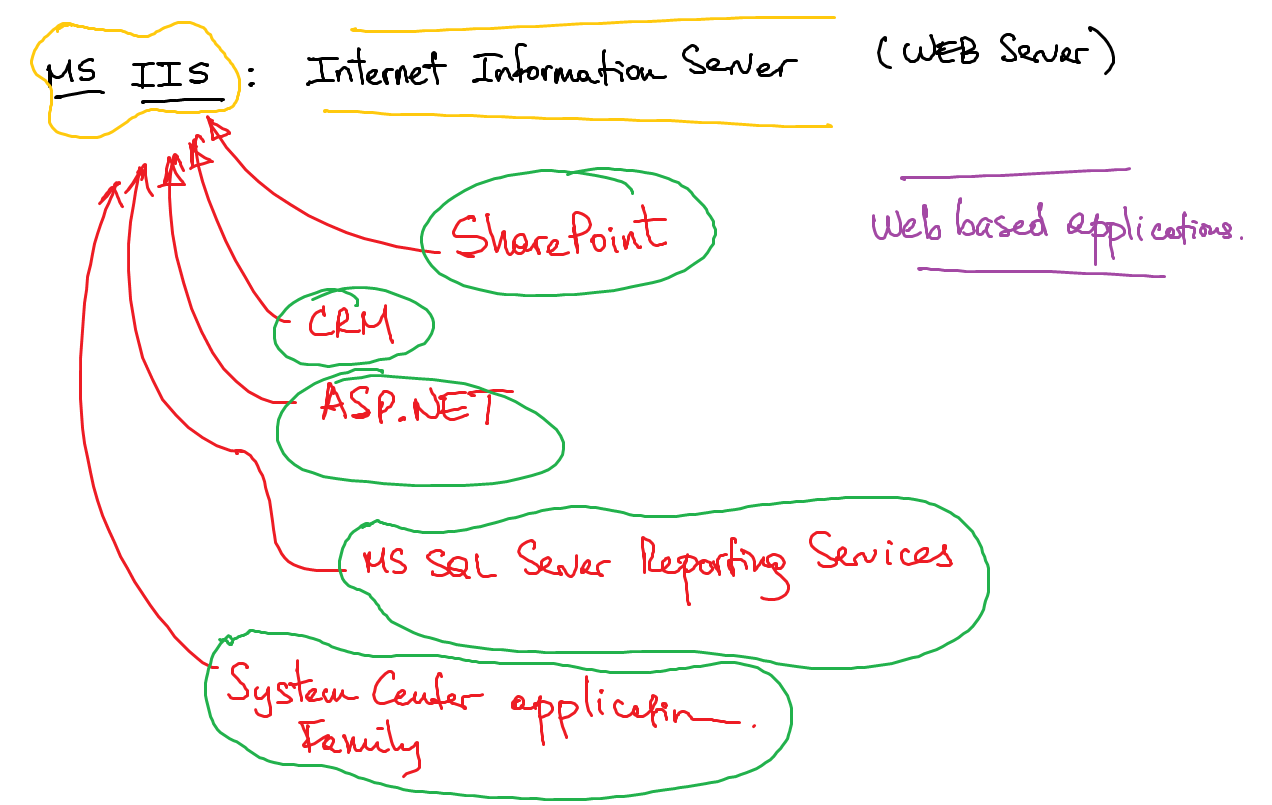 MS IIS : Internet Information Server (WEB Server)
SharePoint
Web based applications.
CRM
ASP.NET
MS SQL Server Reporting Services
System Center application.
Family